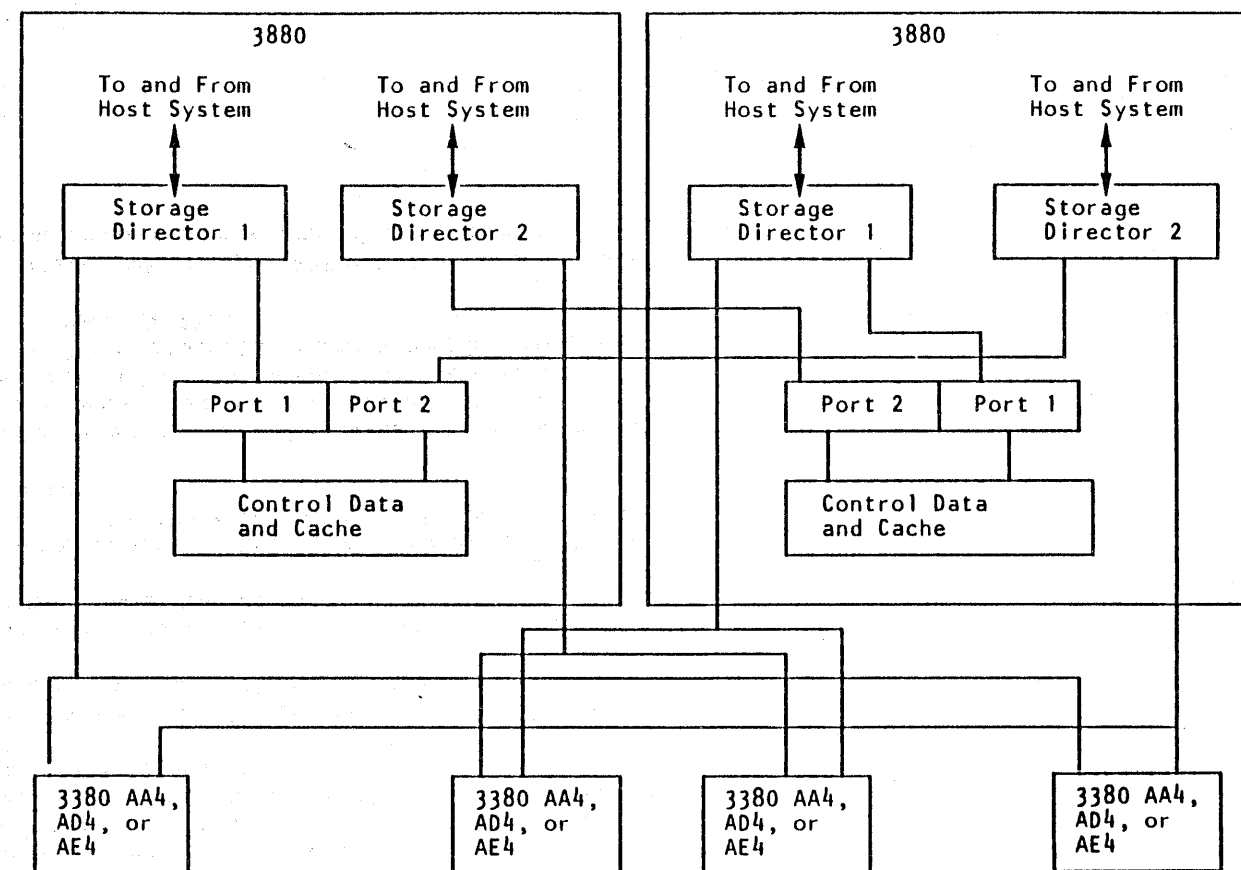 3880
To and From
Host System
To and From
Host System
Storage
Director 1
Storage
Director 2
Port 1
Port 2
Control Data
and Cache
3880
To and From
Host System
To and From
Host System
Storage
Director 1
Storage
Director 2
Port 2
Port 1
Control Data
and Cache
3380 AA4,
AD4, or
AE4
3380 AA4,
AD4, or
AE4
3380 AA4,
AD4, or
AE4
3380 AA4,
AD4, or
AE4